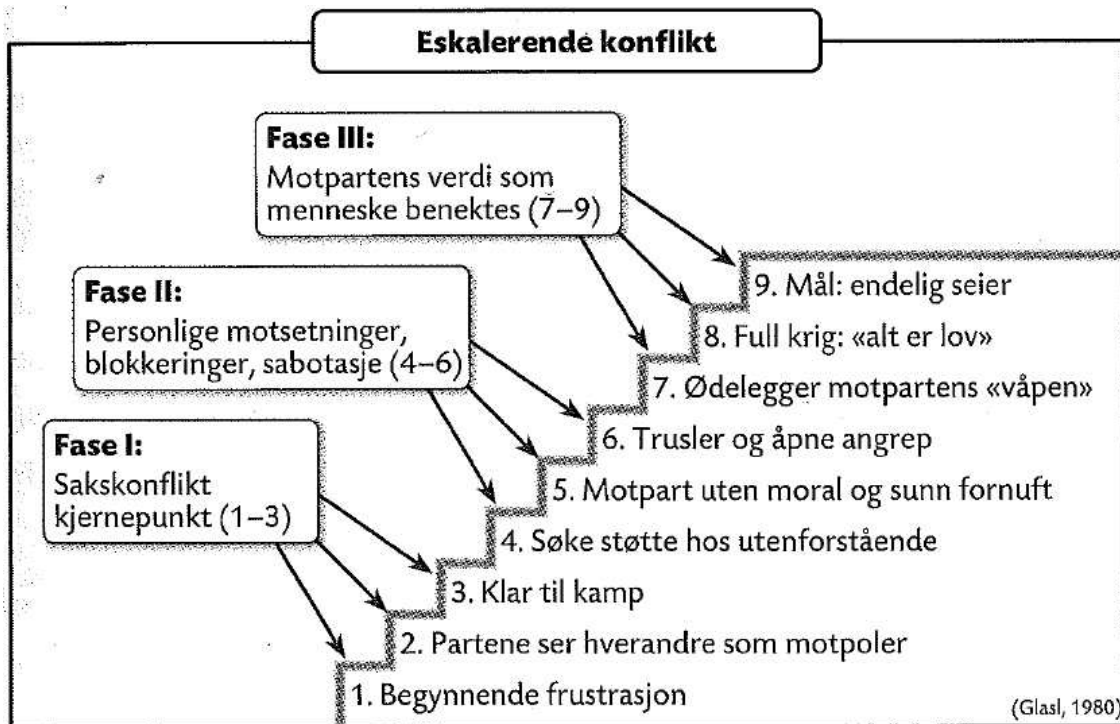 Eskalerende konflikt
Fase III:
Motpartens verdi som
menneske benektes (7–9)
Fase II:
Personlige motsetninger,
blokkeringer, sabotasje (4–6)
Fase I:
Sakskonflikt
kjernepunkt (1–3)
9. Mål: endelig seier
8. Full krig: «alt er lov»
7. Ødelegger motpartens «våpen»
6. Trusler og åpne angrep
5. Motpart uten moral og sunn fornuft
4. Søke støtte hos utenforstående
3. Klar til kamp
2. Partene ser hverandre som motpoler
1. Begynnende frustrasjon
(Glasl, 1980)